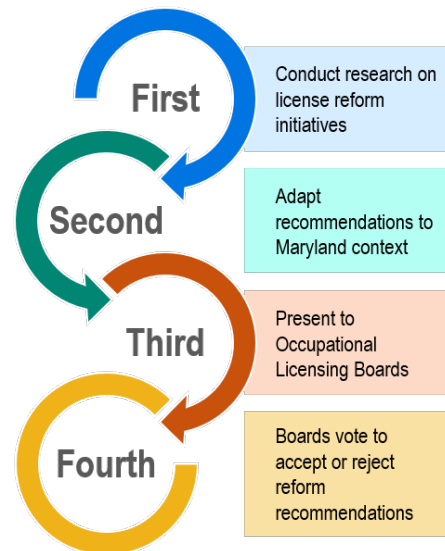 First
Conduct research on
license reform
initiatives
Second
Adapt
recommendations to
Maryland context
Third
Present to
Occupational
Licensing Boards
Fourth
Boards vote to
accept or reject
reform
recommendations